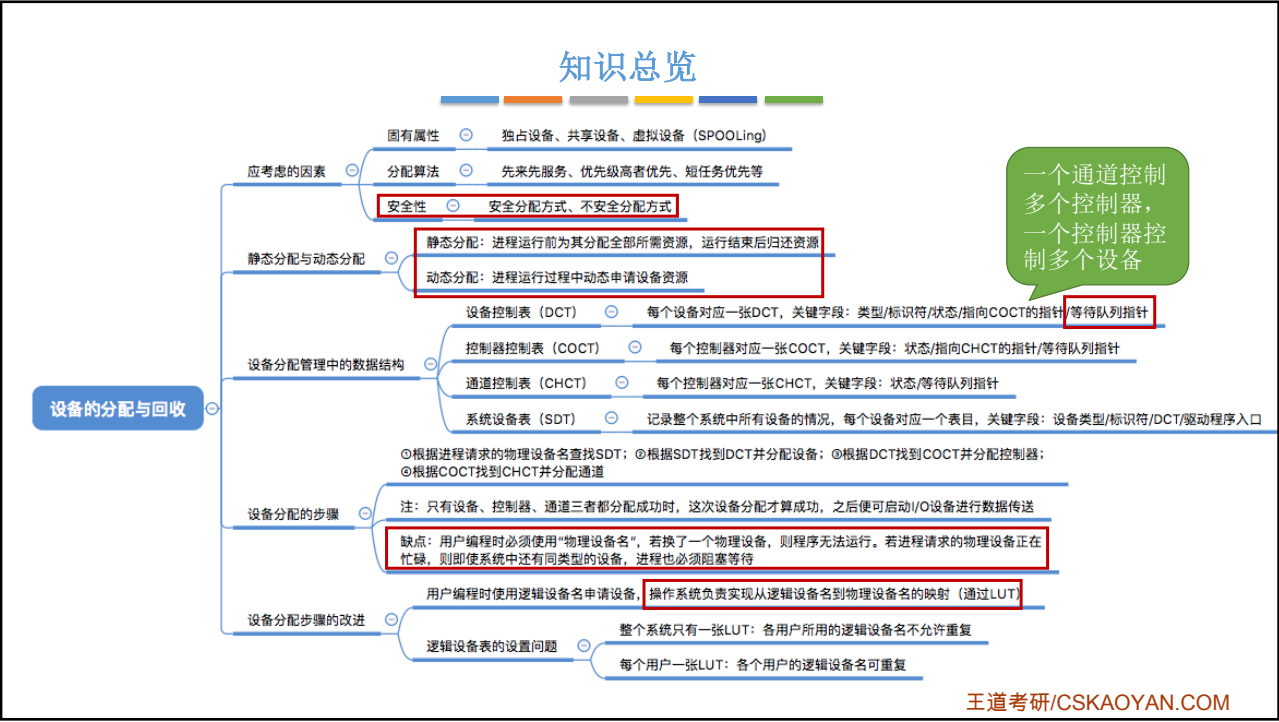 知识总览
设备的分配与回收
应考虑的因素
固有属性
独占设备、共享设备、虚拟设备（SPOOLing）
分配算法
先来先服务、优先级高者优先、短任务优先等
安全性
安全分配方式、不安全分配方式
静态分配与动态分配
静态分配：进程运行前为其分配全部所需资源，运行结束后归还资源
动态分配：进程运行过程中动态申请设备资源
一个通道控制
多个控制器，
一个控制器控
制多个设备
设备分配管理中的数据结构
设备控制表（DCT）
每个设备对应一张DCT，关键字段：类型/标识符/状态/指向COCT的指针/等待队列指针
控制器控制表（COCT）
每个控制器对应一张COCT，关键字段：状态/指向CHCT的指针/等待队列指针
通道控制表（CHCT）
每个控制器对应一张CHCT，关键字段：状态/等待队列指针
系统设备表（SDT）
记录整个系统中所有设备的情况，每个设备对应一个表目，关键字段：设备类型/标识符/DCT/驱动程序入口
设备分配的步骤
①根据进程请求的物理设备名查找SDT；②根据SDT找到DCT并分配设备；③根据DCT找到COCT并分配控制器；
④根据COCT找到CHCT并分配通道
注：只有设备、控制器、通道三者都分配成功时，这次设备分配才算成功，之后便可启动I/O设备进行数据传送
缺点：用户编程时必须使用“物理设备名”，若换了一个物理设备，则程序无法运行。若进程请求的物理设备正在
忙碌，则即使系统中还有同类型的设备，进程也必须阻塞等待
设备分配步骤的改进
用户编程时使用逻辑设备名申请设备，操作系统负责实现从逻辑设备名到物理设备名的映射（通过LUT）
逻辑设备表的设置问题
整个系统只有一张LUT：各用户所用的逻辑设备名不允许重复
每个用户一张LUT：各个用户的逻辑设备名可重复
王道考研/CSKAOYAN.COM